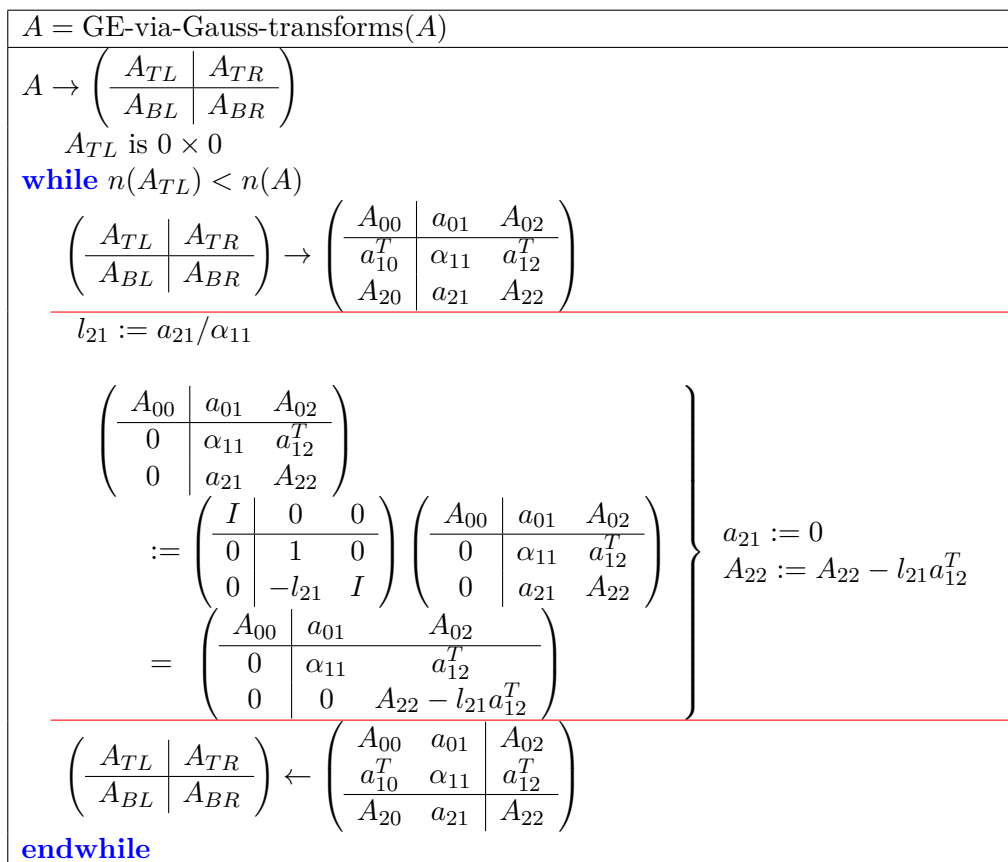 A = GE-via-Gauss-transforms(A)
A → ( A_TL | A_TR
A_BL | A_BR )
A_TL is 0 × 0
while n(A_TL) < n(A)
( A_TL | A_TR
A_BL | A_BR ) → ( A_00 | a_01 A_02
a_10^T | α_11 a_12^T
A_20 | a_21 A_22 )
l_21 := a_21/α_11
( A_00 | a_01 A_02
0 | α_11 a_12^T
0 | a_21 A_22 )
:= ( I | 0 0
0 | 1 0
0 | −l_21 I ) ( A_00 | a_01 A_02
0 | α_11 a_12^T
0 | a_21 A_22 )
= ( A_00 | a_01 A_02
0 | α_11 a_12^T
0 | 0 A_22 − l_21 a_12^T )
a_21 := 0
A_22 := A_22 − l_21 a_12^T
( A_TL | A_TR
A_BL | A_BR ) ← ( A_00 a_01 | A_02
a_10^T α_11 | a_12^T
A_20 a_21 | A_22 )
endwhile